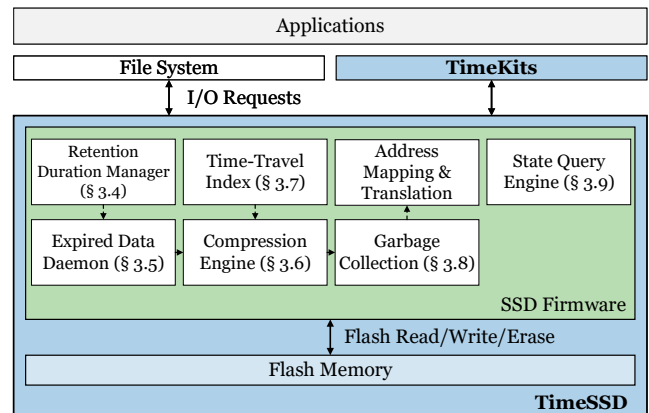 Applications
File System
TimeKits
I/O Requests
Retention
Duration Manager
(§ 3.4)
Time-Travel
Index (§ 3.7)
Address
Mapping &
Translation
State Query
Engine (§ 3.9)
Expired Data
Daemon (§ 3.5)
Compression
Engine (§ 3.6)
Garbage
Collection (§ 3.8)
SSD Firmware
Flash Read/Write/Erase
Flash Memory
TimeSSD